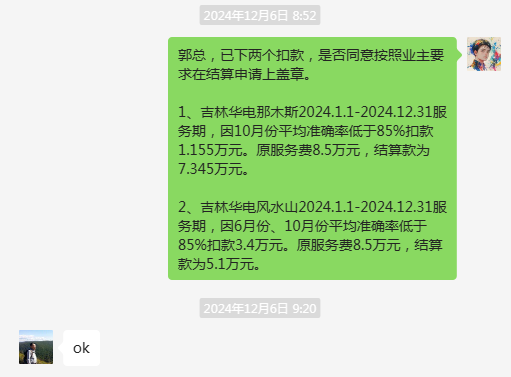 2024年12月6日 8:52
郭总，已下两个扣款，是否同意按照业主要
求在结算申请上盖章。
1、吉林华电那木斯2024.1.1-2024.12.31服
务期，因10月份平均准确率低于85%扣款
1.155万元。原服务费8.5万元，结算款为
7.345万元。
2、吉林华电风水山2024.1.1-2024.12.31服
务期，因6月份、10月份平均准确率低于
85%扣款3.4万元。原服务费8.5万元，结算
款为5.1万元。
2024年12月6日 9:20
ok